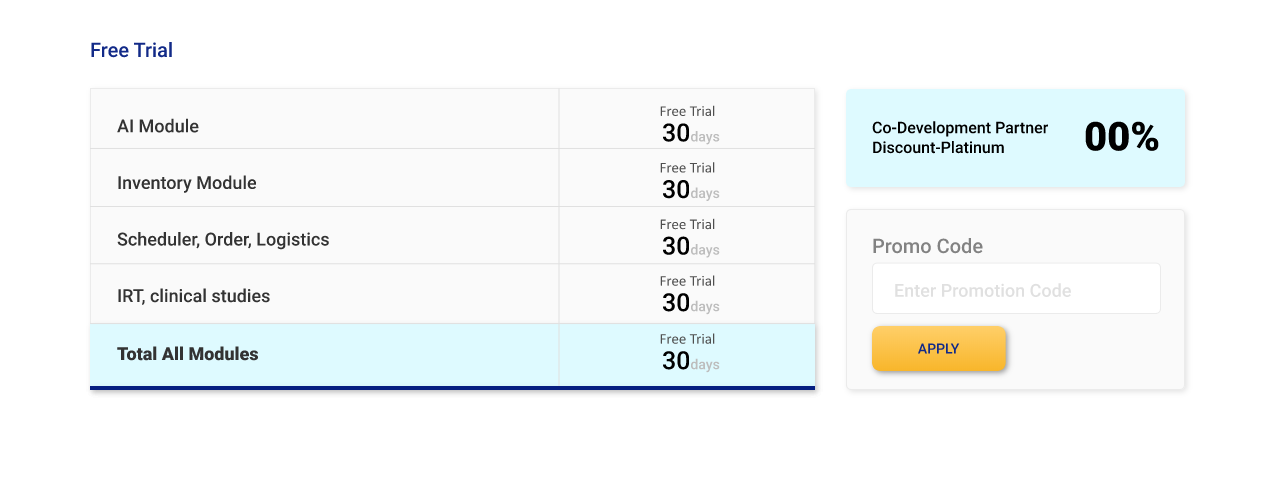 Free Trial
AI Module
Free Trial
30days
Inventory Module
Free Trial
30days
Scheduler, Order, Logistics
Free Trial
30days
IRT, clinical studies
Free Trial
30days
Total All Modules
Free Trial
30days
Co-Development Partner
Discount-Platinum
00%
Promo Code
Enter Promotion Code
APPLY